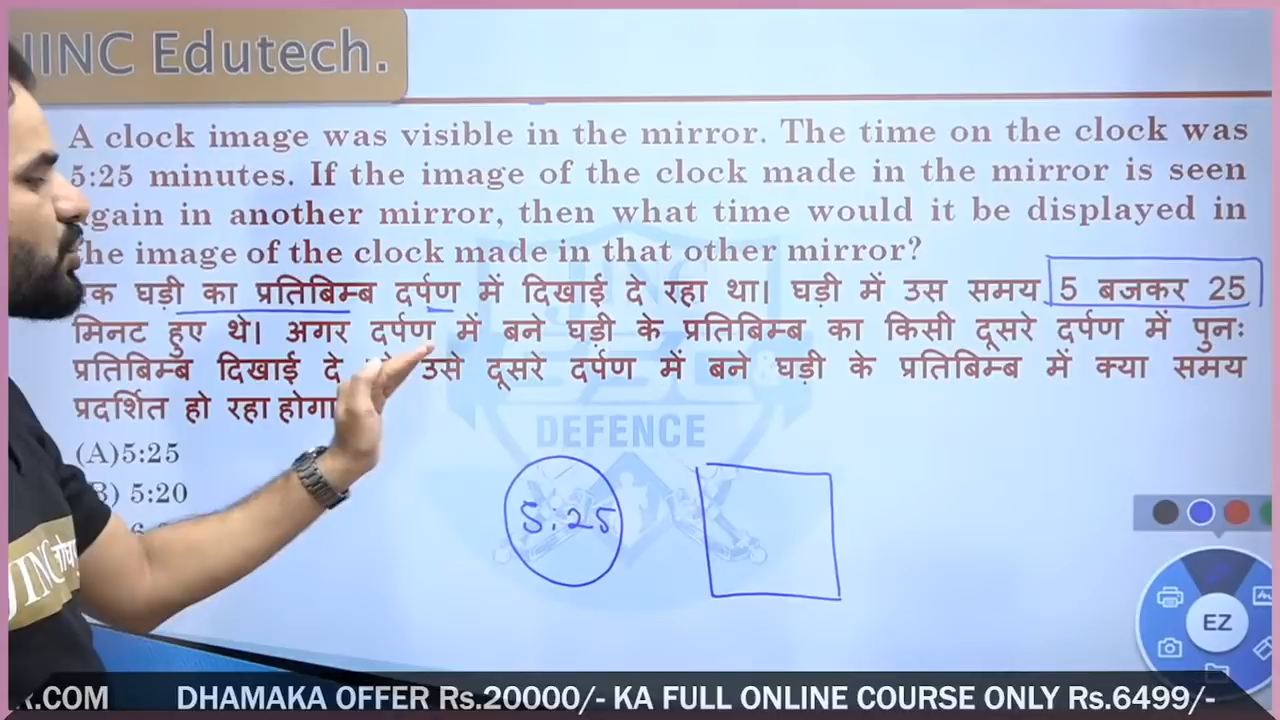 JINC Edutech.
A clock image was visible in the mirror. The time on the clock was
5:25 minutes. If the image of the clock made in the mirror is seen
again in another mirror, then what time would it be displayed in
the image of the clock made in that other mirror?
एक घड़ी का प्रतिबिम्ब दर्पण में दिखाई दे रहा था। घड़ी में उस समय 5 बजकर 25
मिनट हुए थे। अगर दर्पण में बने घड़ी के प्रतिबिम्ब का किसी दूसरे दर्पण में पुनः
प्रतिबिम्ब दिखाई दे उसे दूसरे दर्पण में बने घड़ी के प्रतिबिम्ब में क्या समय
प्रदर्शित हो रहा होगा
(A)5:25
B) 5:20
DEFENCE
5:25
EZ
JINC
R.COM DHAMAKA OFFER Rs.20000/- KA FULL ONLINE COURSE ONLY Rs.6499/-